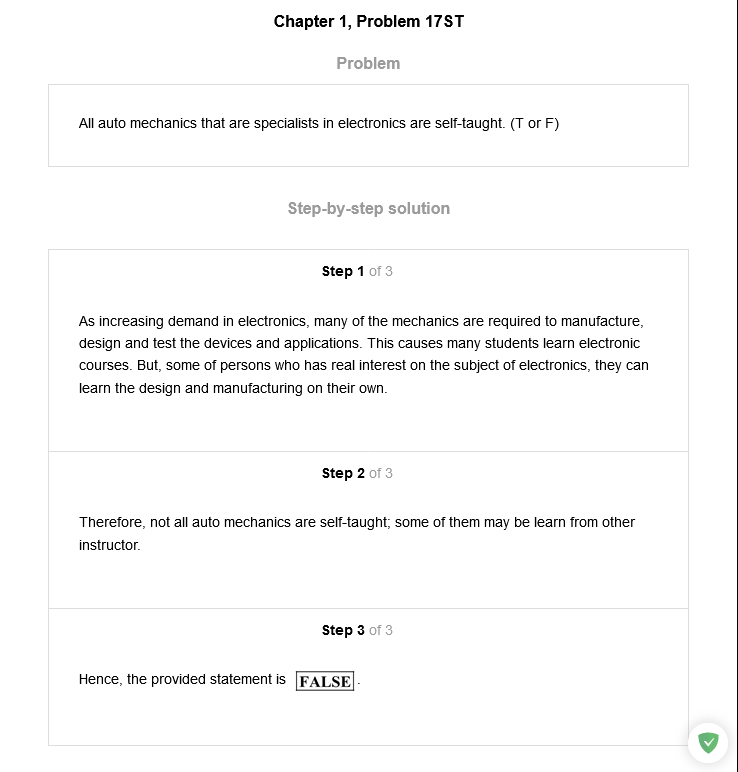 Chapter 1, Problem 17ST
Problem
All auto mechanics that are specialists in electronics are self-taught. (T or F)
Step-by-step solution
Step 1 of 3
As increasing demand in electronics, many of the mechanics are required to manufacture,
design and test the devices and applications. This causes many students learn electronic
courses. But, some of persons who has real interest on the subject of electronics, they can
learn the design and manufacturing on their own.
Step 2 of 3
Therefore, not all auto mechanics are self-taught; some of them may be learn from other
instructor.
Step 3 of 3
Hence, the provided statement is FALSE.